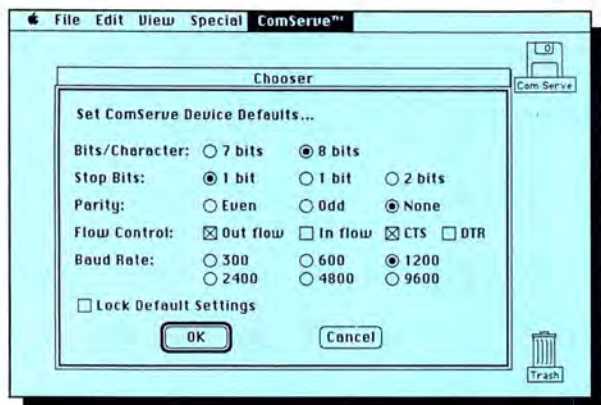 File Edit View Special ComServe™
Com Serve
Chooser
Set ComServe Device Defaults...
Bits/Character: 7 bits 8 bits
Stop Bits: 1 bit 1 bit 2 bits
Parity: Even Odd None
Flow Control: Out flow In flow CTS DTR
Baud Rate: 300 600 1200
2400 4800 9600
Lock Default Settings
OK Cancel
Trash